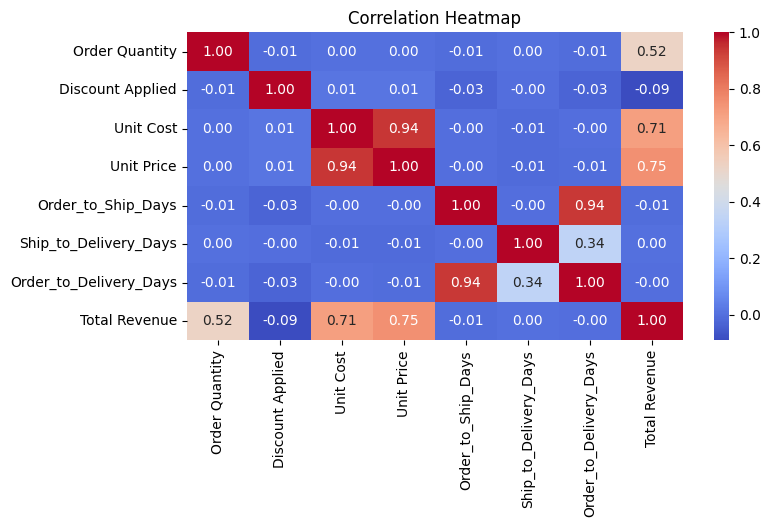 Correlation Heatmap
Order Quantity 1.00 -0.01 0.00 0.00 -0.01 0.00 -0.01 0.52
Discount Applied -0.01 1.00 0.01 0.01 -0.03 -0.00 -0.03 -0.09
Unit Cost 0.00 0.01 1.00 0.94 -0.00 -0.01 -0.00 0.71
Unit Price 0.00 0.01 0.94 1.00 -0.00 -0.01 -0.01 0.75
Order_to_Ship_Days -0.01 -0.03 -0.00 -0.00 1.00 -0.00 0.94 -0.01
Ship_to_Delivery_Days 0.00 -0.00 -0.01 -0.01 -0.00 1.00 0.34 0.00
Order_to_Delivery_Days -0.01 -0.03 -0.00 -0.01 0.94 0.34 1.00 -0.00
Total Revenue 0.52 -0.09 0.71 0.75 -0.01 0.00 -0.00 1.00
Order Quantity
Discount Applied
Unit Cost
Unit Price
Order_to_Ship_Days
Ship_to_Delivery_Days
Order_to_Delivery_Days
Total Revenue
1.0
0.8
0.6
0.4
0.2
0.0